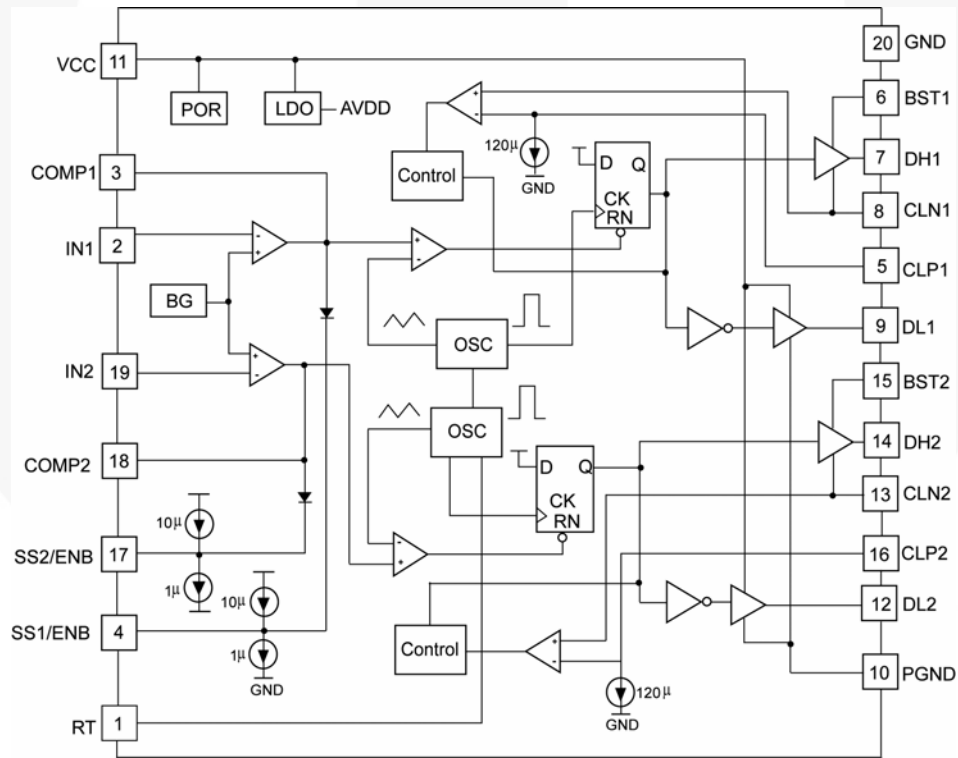 VCC
11
POR
LDO
AVDD
COMP1
3
IN1
2
BG
IN2
19
COMP2
18
10μ
SS2/ENB
17
1μ
10μ
SS1/ENB
4
1μ
GND
RT
1
+
-
120μ
GND
Control
D
Q
CK
RN
-
+
+
-
OSC
+
-
OSC
D
Q
CK
RN
-
+
Control
+
-
120μ
GND
20
GND
6
BST1
7
DH1
8
CLN1
5
CLP1
9
DL1
15
BST2
14
DH2
13
CLN2
16
CLP2
12
DL2
10
PGND